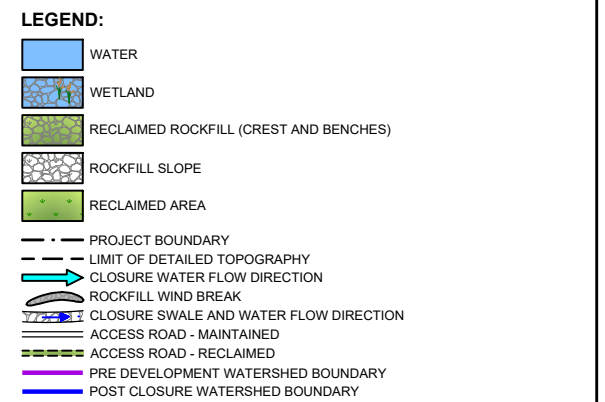 LEGEND:
WATER
WETLAND
RECLAIMED ROCKFILL (CREST AND BENCHES)
ROCKFILL SLOPE
RECLAIMED AREA
PROJECT BOUNDARY
LIMIT OF DETAILED TOPOGRAPHY
CLOSURE WATER FLOW DIRECTION
ROCKFILL WIND BREAK
CLOSURE SWALE AND WATER FLOW DIRECTION
ACCESS ROAD - MAINTAINED
ACCESS ROAD - RECLAIMED
PRE DEVELOPMENT WATERSHED BOUNDARY
POST CLOSURE WATERSHED BOUNDARY